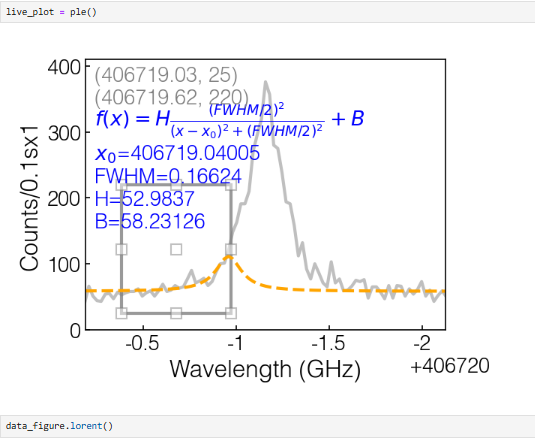 live_plot = ple()
400
300
200
100
0
Counts/0.1sx1
(406719.03, 25)
(406719.62, 220)
f(x) = H (FWHM/2)² / (x − x₀)² + (FWHM/2)² + B
x₀=406719.04005
FWHM=0.16624
H=52.9837
B=58.23126
-0.5 -1 -1.5 -2
Wavelength (GHz) +406720
data_figure.lorent()